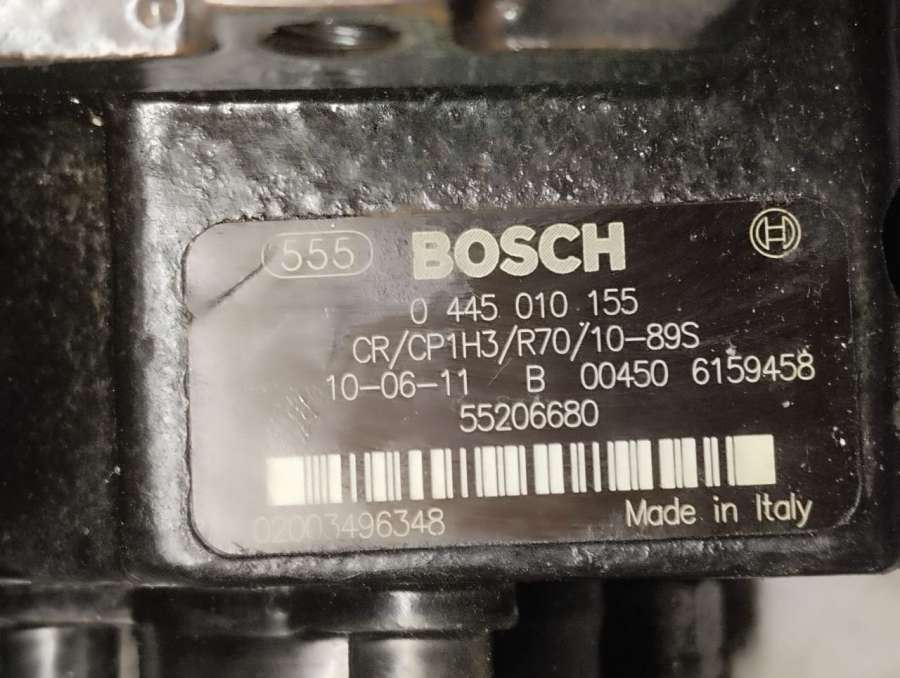 555 BOSCH H
0 445 010 155
CR/CP1H3/R70/10-89S
10-06-11 B 00450 6159458
55206680
02003496348
Made in Italy